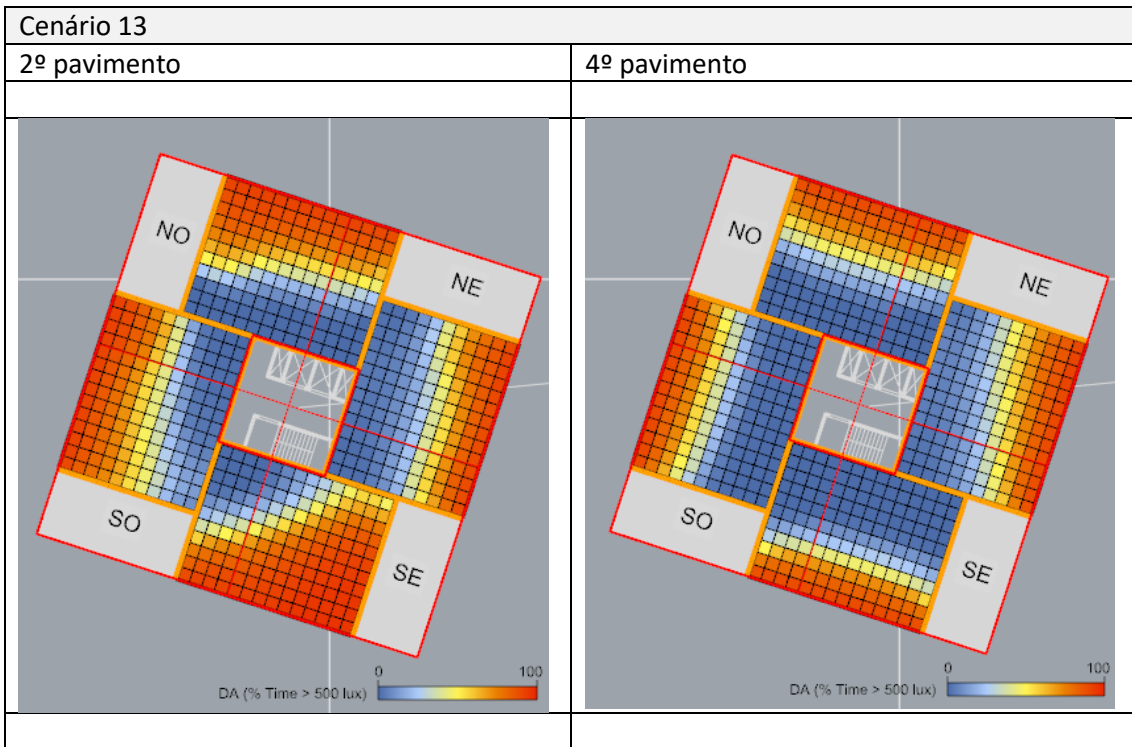 Cenário 13
2º pavimento
4º pavimento
NO
NE
SO
SE
0
100
DA (% Time > 500 lux)
NO
NE
SO
SE
0
100
DA (% Time > 500 lux)